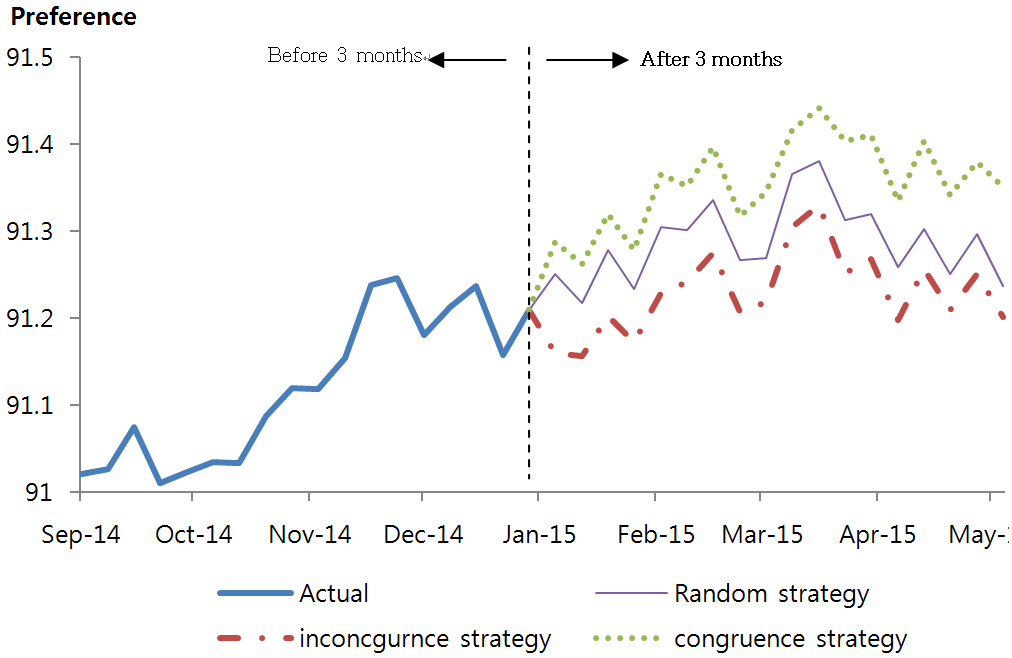 Preference
Before 3 months
After 3 months
91.5
91.4
91.3
91.2
91.1
91
Sep-14 Oct-14 Nov-14 Dec-14 Jan-15 Feb-15 Mar-15 Apr-15 May-
Actual Random strategy
inconcgurnce strategy congruence strategy